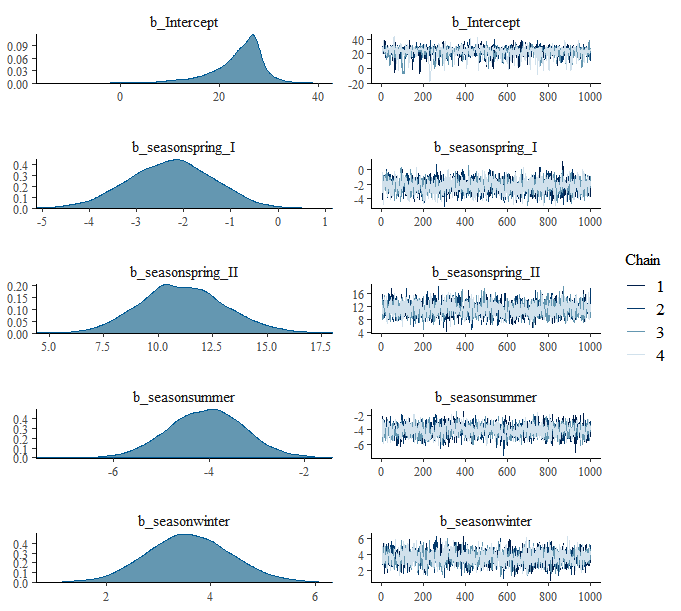 b_Intercept
0.09
0.06
0.03
0.00
0 20 40
b_Intercept
40
20
0
-20
0 200 400 600 800 1000
b_seasonspring_I
0.4
0.3
0.2
0.1
0.0
-5 -4 -3 -2 -1 0 1
b_seasonspring_I
0
-2
-4
0 200 400 600 800 1000
b_seasonspring_II
0.20
0.15
0.10
0.05
0.00
5.0 7.5 10.0 12.5 15.0 17.5
b_seasonspring_II
16
12
8
4
0 200 400 600 800 1000
b_seasonsummer
0.4
0.3
0.2
0.1
0.0
-6 -4 -2
b_seasonsummer
-2
-4
-6
0 200 400 600 800 1000
b_seasonwinter
0.4
0.3
0.2
0.1
0.0
2 4 6
b_seasonwinter
6
4
2
0 200 400 600 800 1000
Chain
1
2
3
4